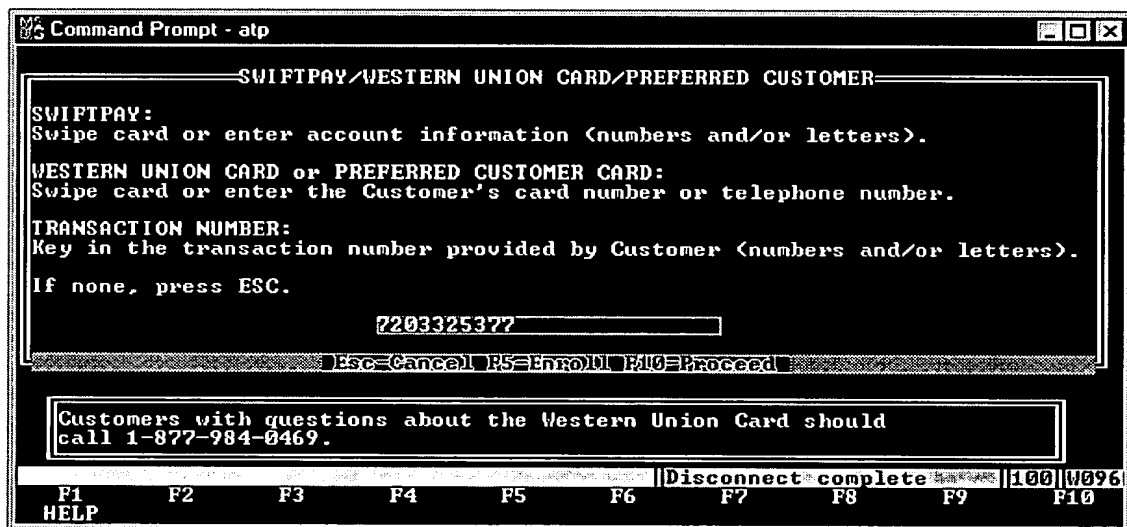 Command Prompt - atp
SWIFTPAY/WESTERN UNION CARD/PREFERRED CUSTOMER
SWIFTPAY:
Swipe card or enter account information (numbers and/or letters).
WESTERN UNION CARD or PREFERRED CUSTOMER CARD:
Swipe card or enter the Customer's card number or telephone number.
TRANSACTION NUMBER:
Key in the transaction number provided by Customer (numbers and/or letters).
If none, press ESC.
7203325377
Esc=Cancel F5=Enroll F10=Proceed
Customers with questions about the Western Union Card should
call 1-877-984-0469.
Disconnect complete 100 W096
F1 F2 F3 F4 F5 F6 F7 F8 F9 F10
HELP